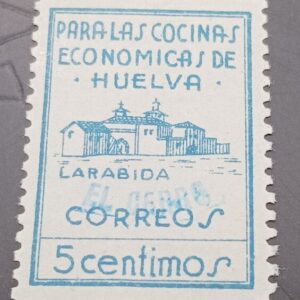 PARA LAS COCINAS
ECONOMICAS DE
· HUELVA ·
LARABIDA
EL CERRO
CORREOS
5 centimos